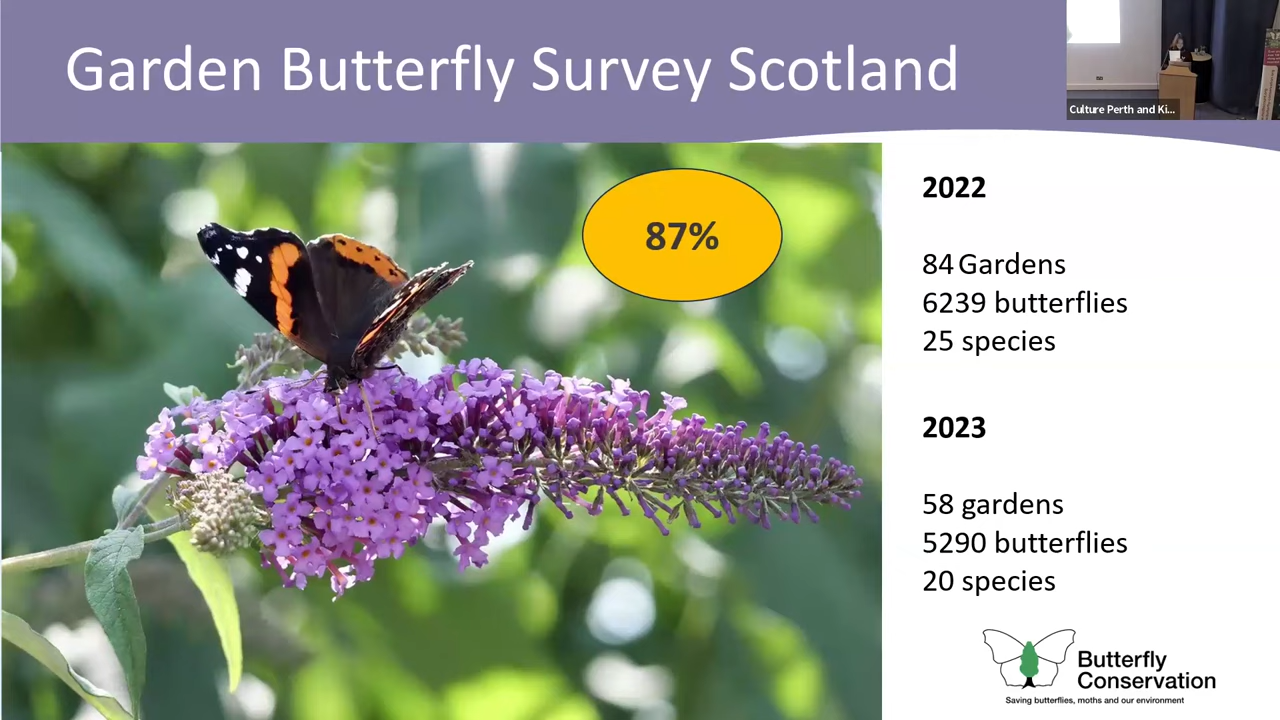 Garden Butterfly Survey Scotland
Culture Perth and Ki...
87%
2022
84 Gardens
6239 butterflies
25 species
2023
58 gardens
5290 butterflies
20 species
Butterfly
Conservation
Saving butterflies, moths and our environment